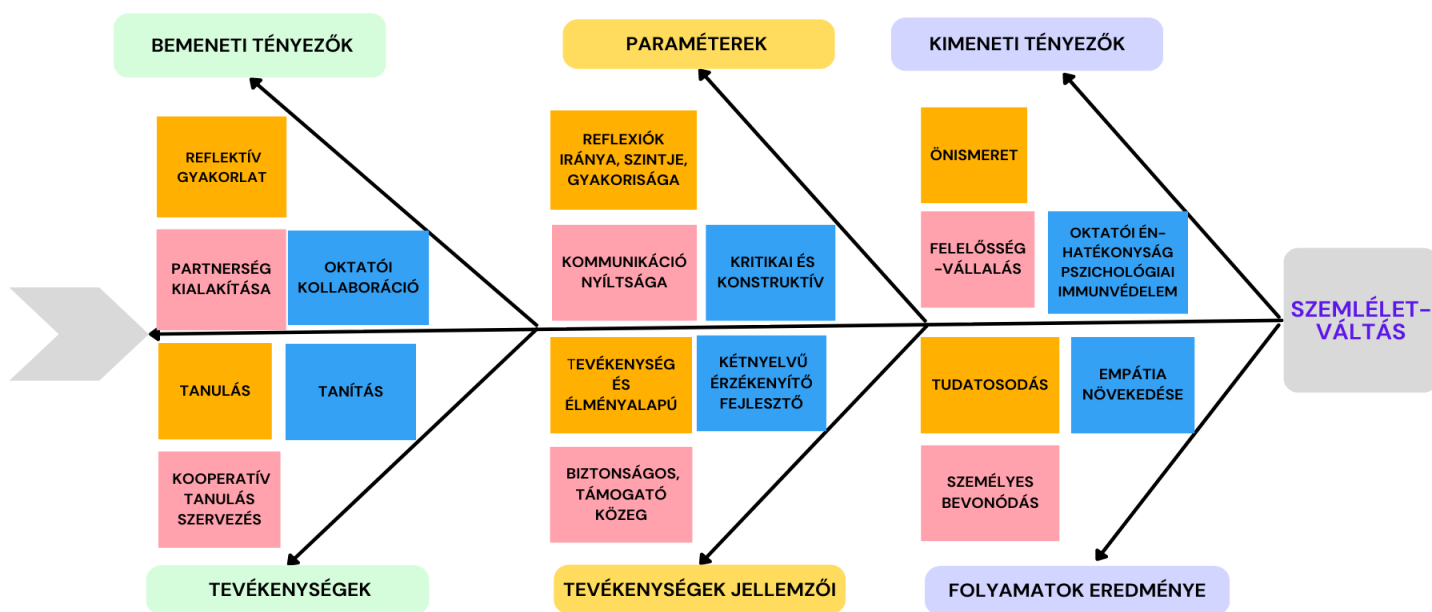 BEMENETI TÉNYEZŐK
PARAMÉTEREK
KIMENETI TÉNYEZŐK
REFLEKTÍV
GYAKORLAT
PARTNERSÉG
KIALAKÍTÁSA
OKTATÓI
KOLLABORÁCIÓ
REFLEXIÓK
IRÁNYA, SZINTJE,
GYAKORISÁGA
KOMMUNIKÁCIÓ
NYÍLTSÁGA
KRITIKAI ÉS
KONSTRUKTÍV
ÖNISMERET
FELELŐSSÉG
-VÁLLALÁS
OKTATÓI ÉN-
HATÉKONYSÁG
PSZICHOLÓGIAI
IMMUNVÉDELEM
SZEMLÉLET-
VÁLTÁS
TANULÁS
TANÍTÁS
KOOPERATÍV
TANULÁS
SZERVEZÉS
TEVÉKENYSÉG
ÉS
ÉLMÉNYALAPÚ
KÉTNYELVŰ
ÉRZÉKENYÍTŐ
FEJLESZTŐ
BIZTONSÁGOS,
TÁMOGATÓ
KÖZEG
TUDATOSODÁS
EMPÁTIA
NÖVEKEDÉSE
SZEMÉLYES
BEVONÓDÁS
TEVÉKENYSÉGEK
TEVÉKENYSÉGEK JELLEMZŐI
FOLYAMATOK EREDMÉNYE